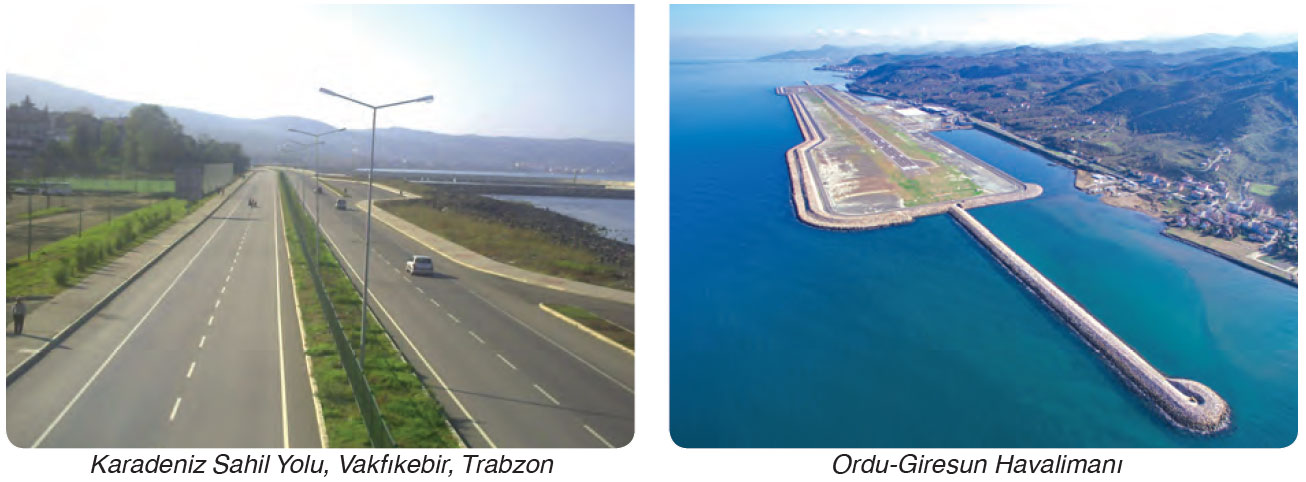 Karadeniz Sahil Yolu, Vakfıkebir, Trabzon
Ordu-Giresun Havalimanı